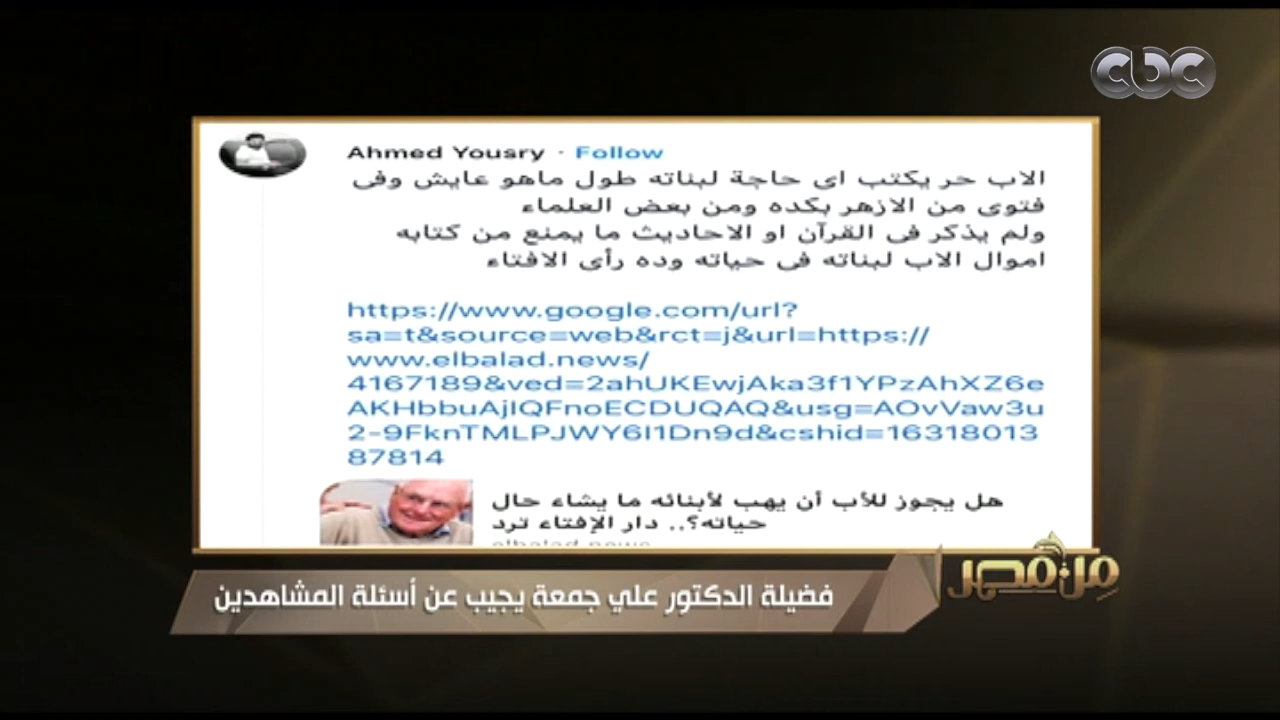 cbc
Ahmed Yousry · Follow
الاب حر يكتب اى حاجة لبناته طول ماهو عايش وفى
فتوى من الازهر بكده ومن بعض العلماء
ولم يذكر فى القرآن او الاحاديث ما يمنع من كتابه
اموال الاب لبناته فى حياته وده رأى الافتاء
https://www.google.com/url?
sa=t&source=web&rct=j&url=https://
www.elbalad.news/
4167189&ved=2ahUKEwjAka3f1YPzAhXZ6e
AKHbbuAjIQFnoECDUQAQ&usg=AOvVaw3u
2-9FknTMLPJWY6I1Dn9d&cshid=16318013
87814
هل يجوز للأب أن يهب لأبنائه ما يشاء حال
حياته؟.. دار الإفتاء ترد
elbalad.news
من مصر
فضيلة الدكتور علي جمعة يجيب عن أسئلة المشاهدين